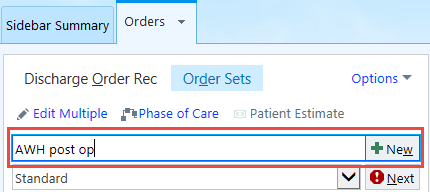 Sidebar Summary Orders
Discharge Order Rec Order Sets Options
Edit Multiple Phase of Care Patient Estimate
AWH post op New
Standard Next